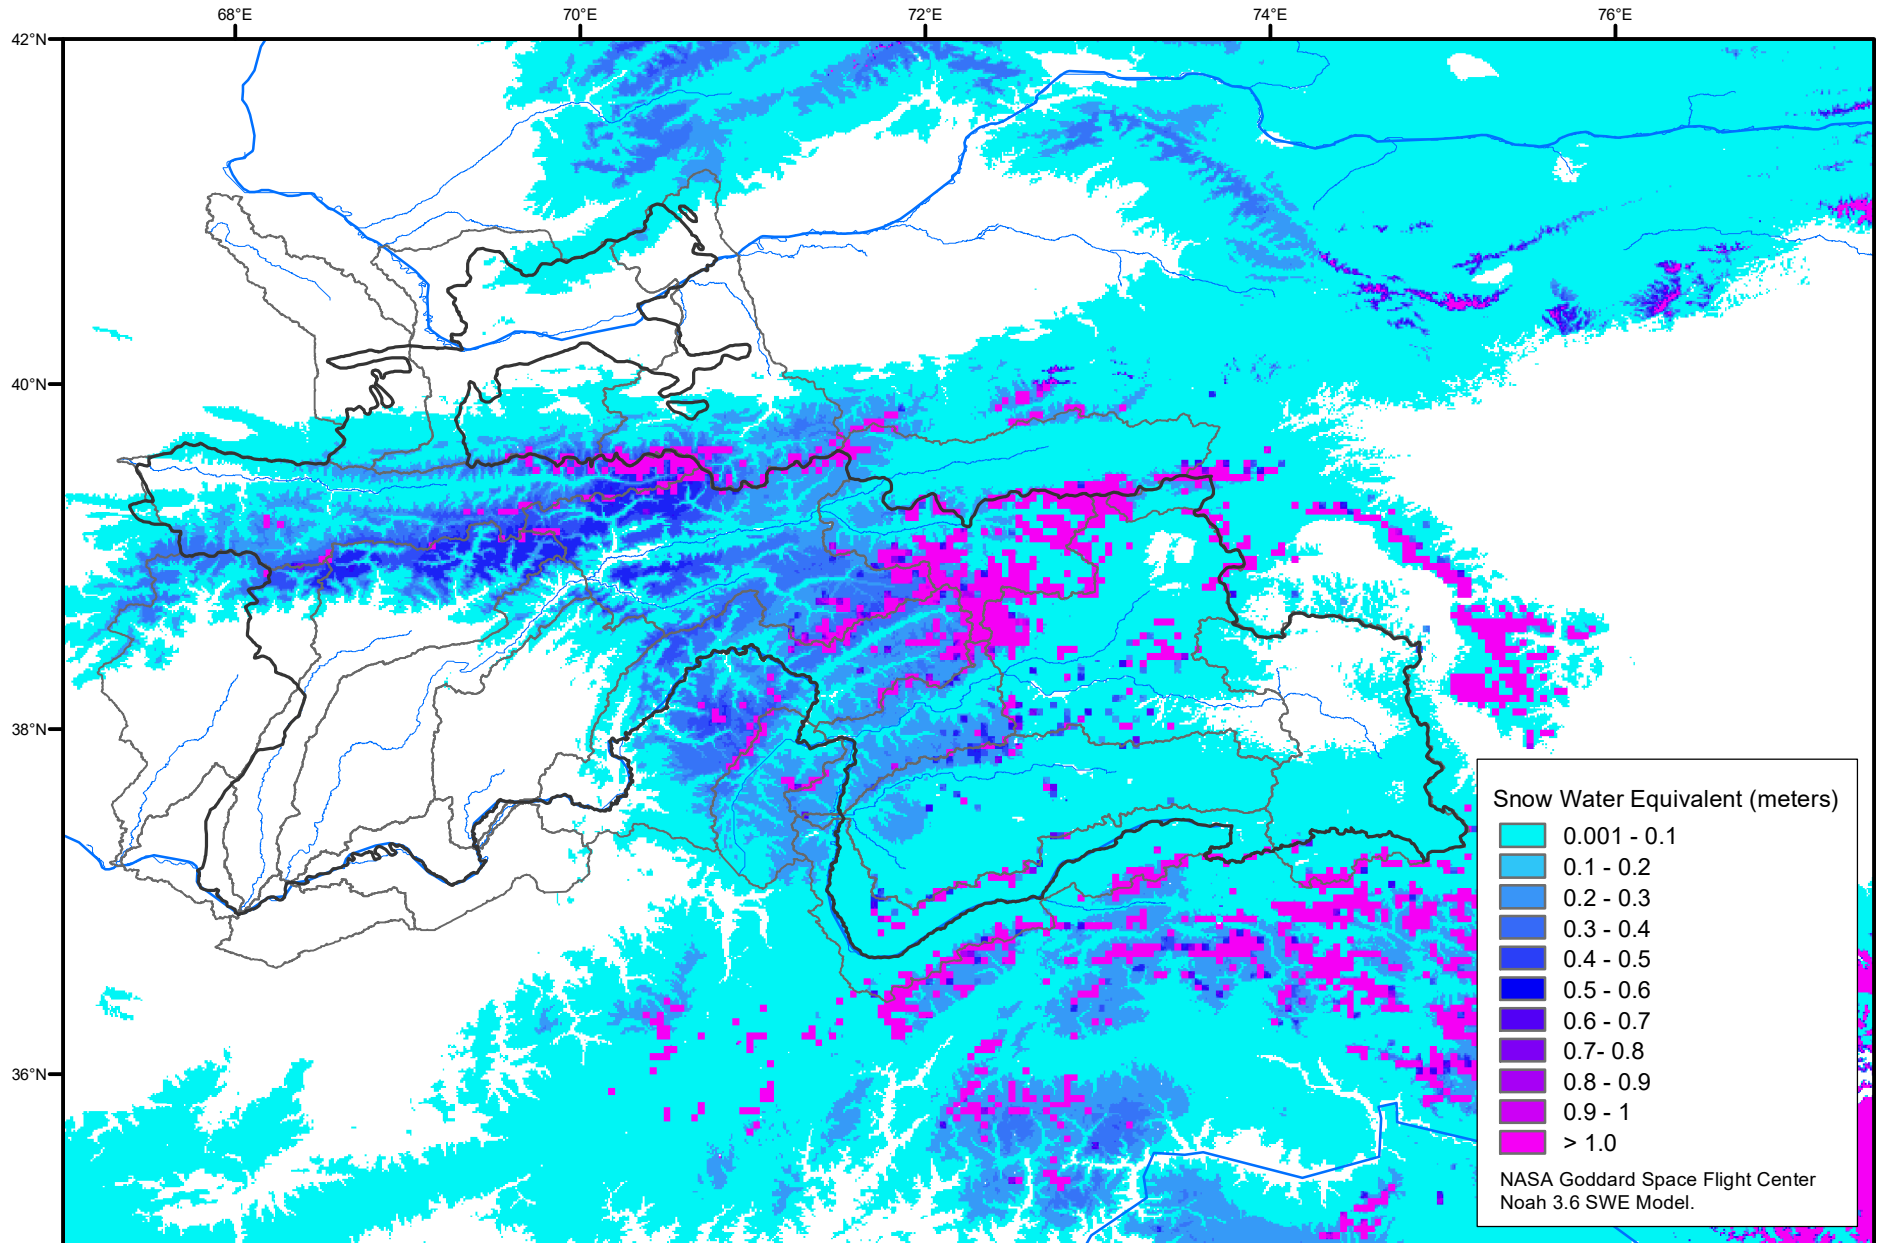 68°E 70°E 72°E 74°E 76°E
42°N
40°N
38°N
36°N
Snow Water Equivalent (meters)
0.001 - 0.1
0.1 - 0.2
0.2 - 0.3
0.3 - 0.4
0.4 - 0.5
0.5 - 0.6
0.6 - 0.7
0.7- 0.8
0.8 - 0.9
0.9 - 1
> 1.0
NASA Goddard Space Flight Center
Noah 3.6 SWE Model.